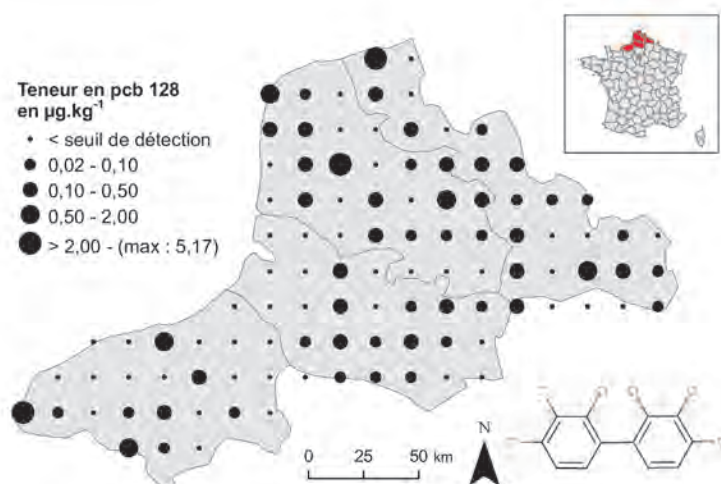 Teneur en pcb 128
en µg.kg⁻¹
< seuil de détection
0,02 - 0,10
0,10 - 0,50
0,50 - 2,00
> 2,00 - (max : 5,17)
N
0 25 50 km